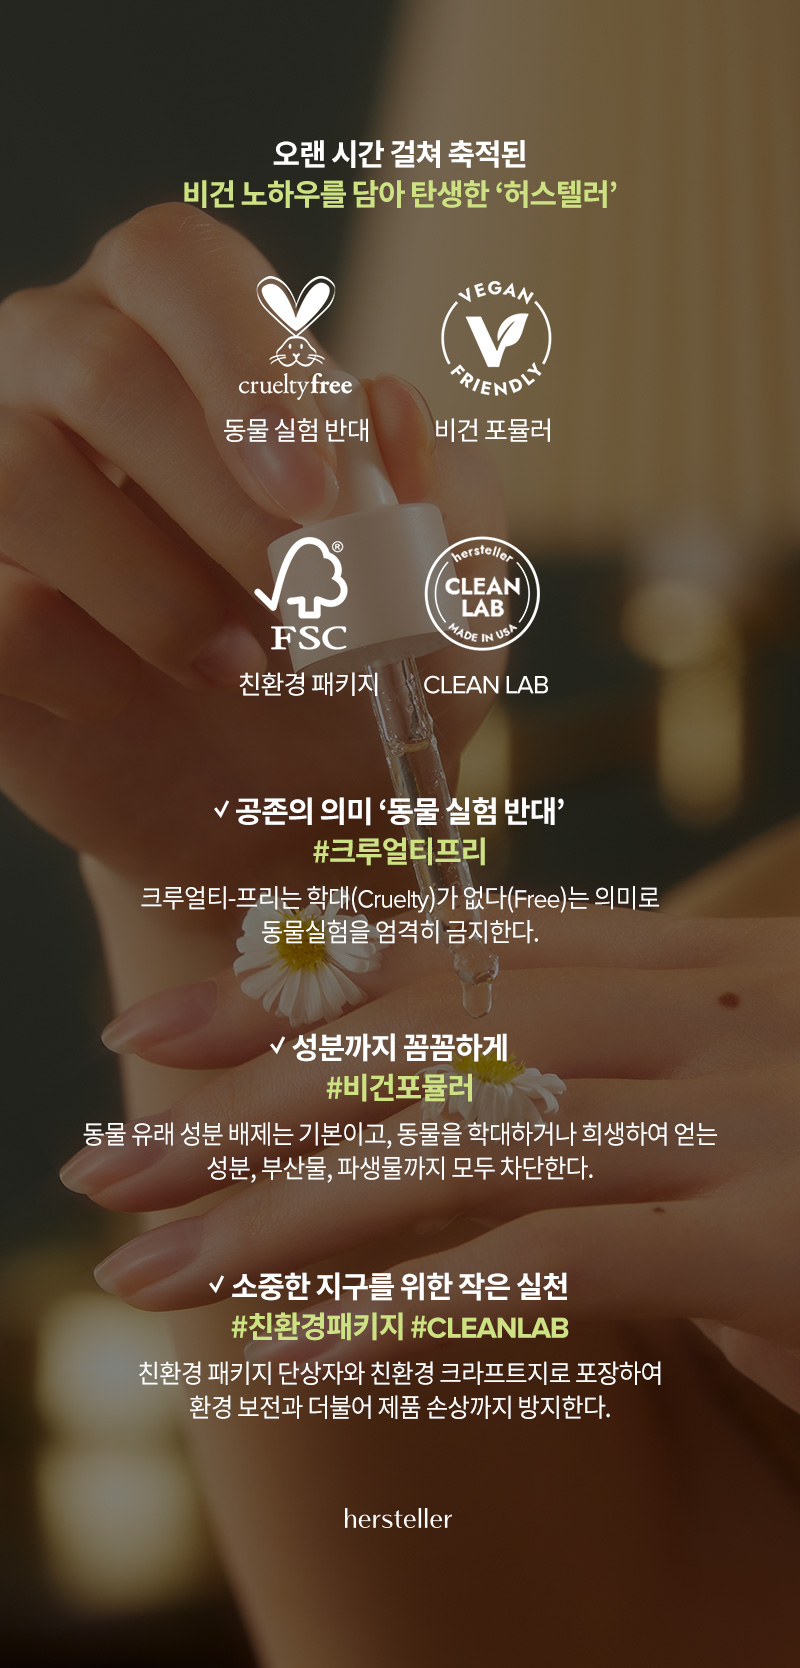 오랜 시간 걸쳐 축적된
비건 노하우를 담아 탄생한 ‘허스텔러’
crueltyfree
VEGAN
FRIENDLY
동물 실험 반대
비건 포뮬러
®
FSC
hersteller
CLEAN
LAB
MADE IN USA
친환경 패키지
CLEAN LAB
✓ 공존의 의미 ‘동물 실험 반대’
#크루얼티프리
크루얼티-프리는 학대(Cruelty)가 없다(Free)는 의미로
동물실험을 엄격히 금지한다.
✓ 성분까지 꼼꼼하게
#비건포뮬러
동물 유래 성분 배제는 기본이고, 동물을 학대하거나 희생하여 얻는
성분, 부산물, 파생물까지 모두 차단한다.
✓ 소중한 지구를 위한 작은 실천
#친환경패키지 #CLEANLAB
친환경 패키지 단상자와 친환경 크라프트지로 포장하여
환경 보전과 더불어 제품 손상까지 방지한다.
hersteller